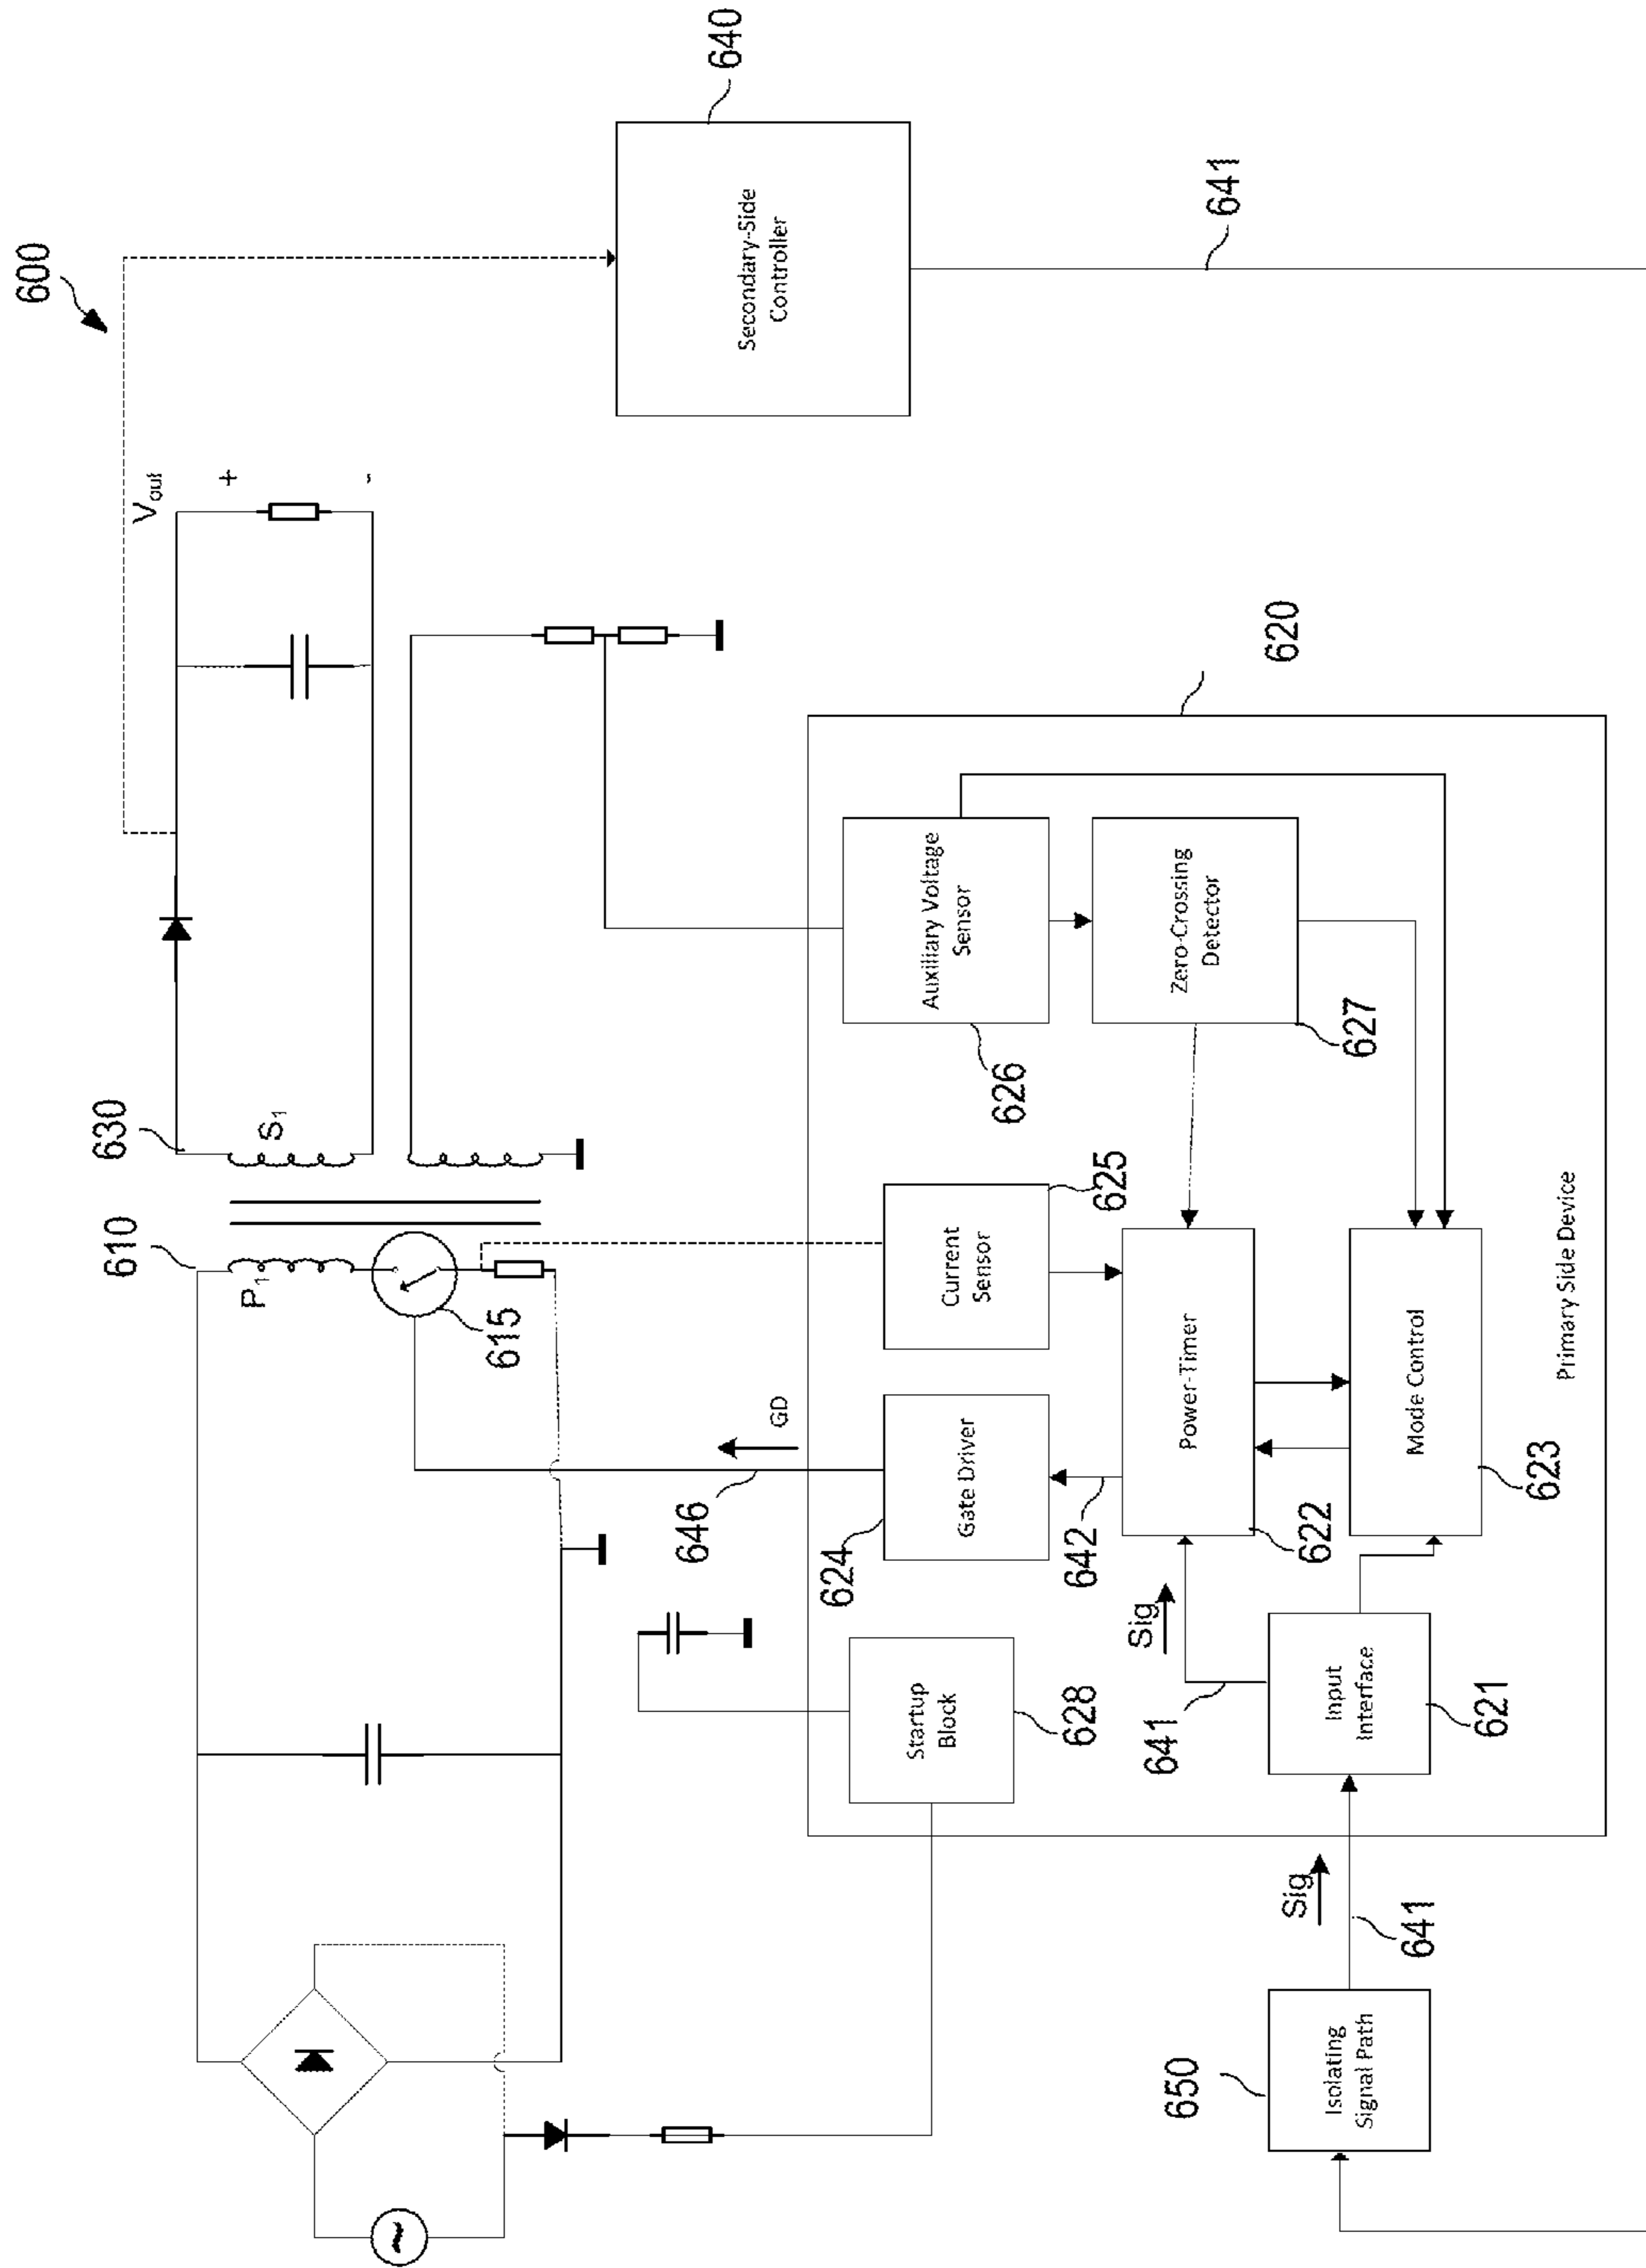 600
610
630
P1
S1
Vout
+
-
615
640
Secondary-Side
Controller
646
GD
620
628
Startup
Block
624
Gate Driver
625
Current
Sensor
626
Auxiliary Voltage
Sensor
642
627
Zero-Crossing
Detector
Sig
641
622
Power-Timer
650
Isolating
Signal Path
Sig
641
621
Input
Interface
623
Mode Control
Primary Side Device
641